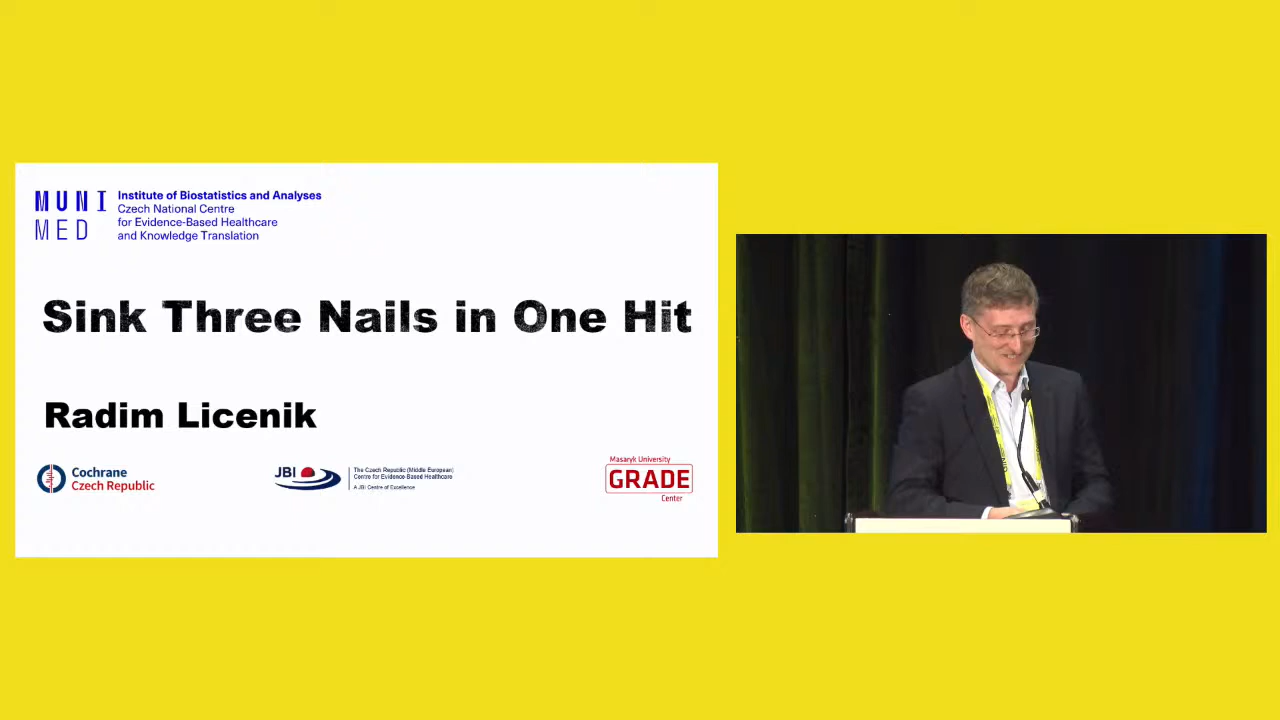 MUNI
MED
Institute of Biostatistics and Analyses
Czech National Centre
for Evidence-Based Healthcare
and Knowledge Translation
Sink Three Nails in One Hit
Radim Licenik
Cochrane
Czech Republic
JBI
The Czech Republic (Middle European)
Centre for Evidence Based Healthcare
A JBI Centre of Excellence
Masaryk University
GRADE
Center